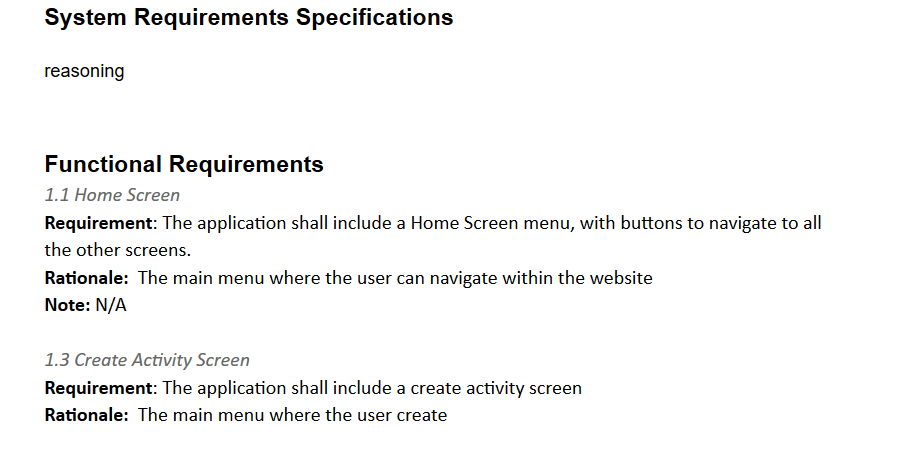 System Requirements Specifications
reasoning
Functional Requirements
1.1 Home Screen
Requirement: The application shall include a Home Screen menu, with buttons to navigate to all
the other screens.
Rationale:  The main menu where the user can navigate within the website
Note: N/A
1.3 Create Activity Screen
Requirement: The application shall include a create activity screen
Rationale:  The main menu where the user create